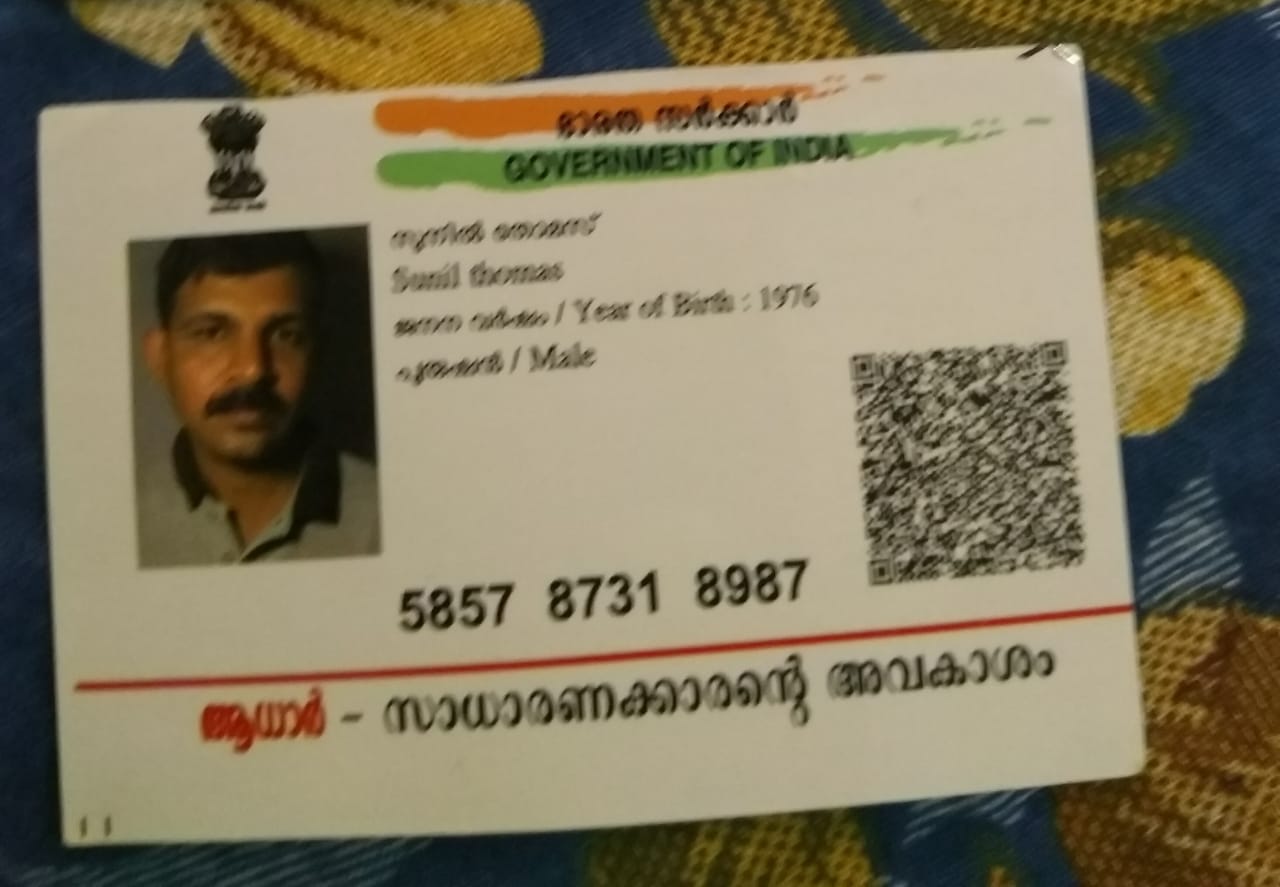 ഭാരത സർക്കാർ
GOVERNMENT OF INDIA
സുനിൽ തോമസ്
Sunil thomas
ജനന വർഷം / Year of Birth : 1976
പുരുഷൻ / Male
5857 8731 8987
ആധാർ - സാധാരണക്കാരന്റെ അവകാശം